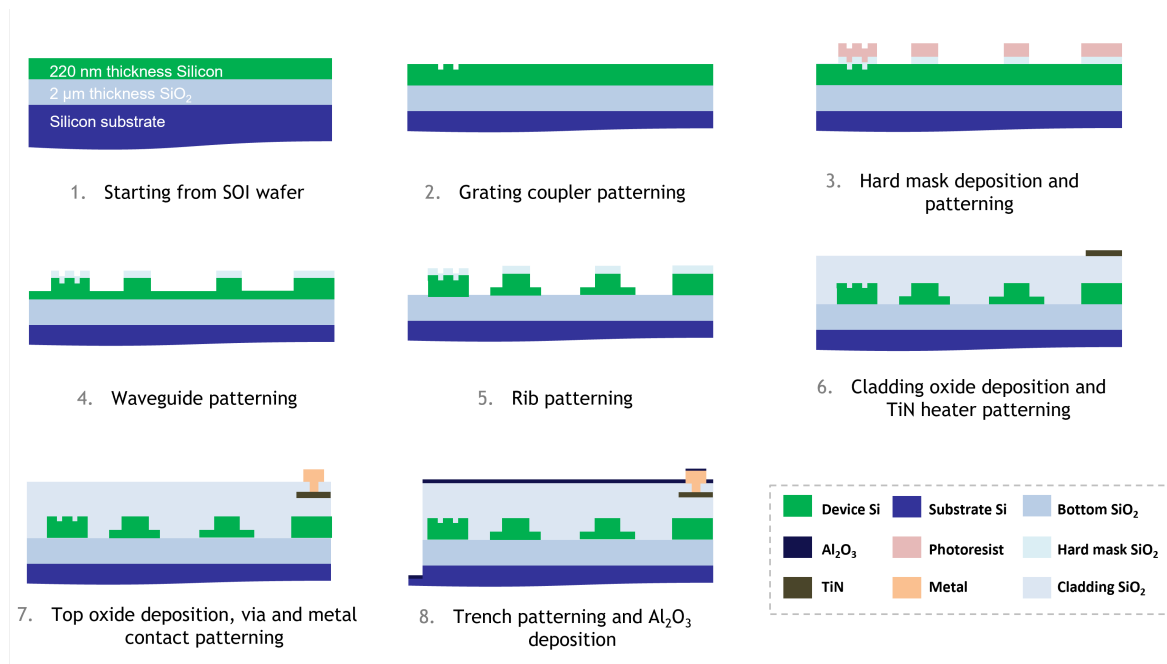 220 nm thickness Silicon
2 μm thickness SiO₂
Silicon substrate
1. Starting from SOI wafer
2. Grating coupler patterning
3. Hard mask deposition and
patterning
4. Waveguide patterning
5. Rib patterning
6. Cladding oxide deposition and
TiN heater patterning
7. Top oxide deposition, via and metal
contact patterning
8. Trench patterning and Al₂O₃
deposition
Device Si
Substrate Si
Bottom SiO₂
Al₂O₃
Photoresist
Hard mask SiO₂
TiN
Metal
Cladding SiO₂